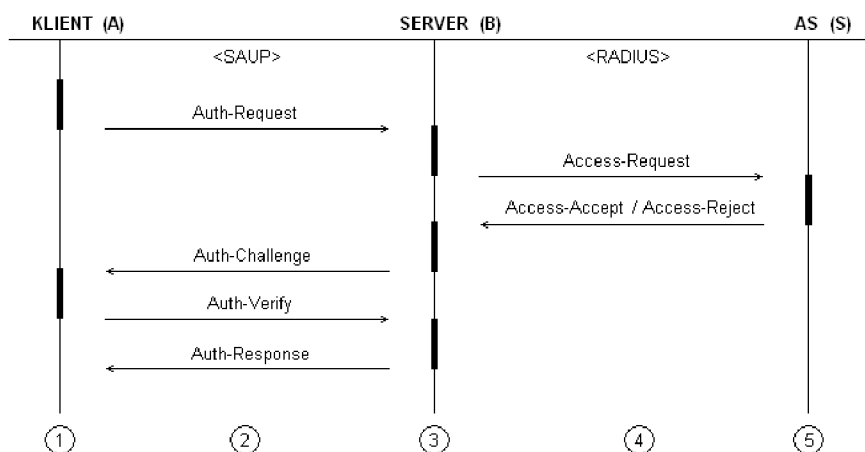 KLIENT (A) SERVER (B) AS (S)
<SAUP> <RADIUS>
Auth-Request
Access-Request
Access-Accept / Access-Reject
Auth-Challenge
Auth-Verify
Auth-Response
1 2 3 4 5